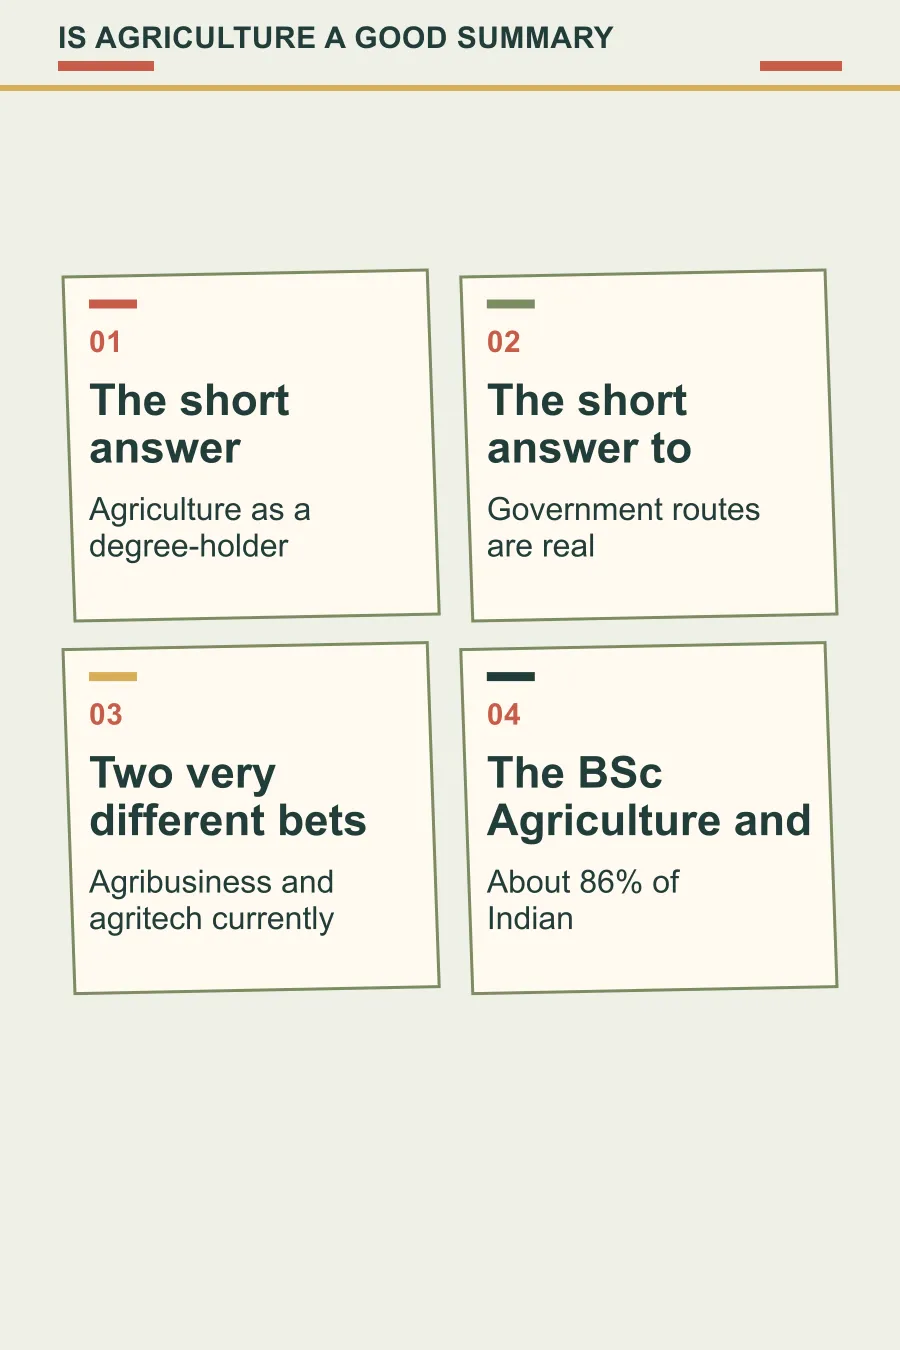 IS AGRICULTURE A GOOD SUMMARY
01
The short
answer
Agriculture as a
degree-holder
02
The short
answer to
Government routes
are real
03
Two very
different bets
Agribusiness and
agritech currently
04
The BSc
Agriculture and
About 86% of
Indian